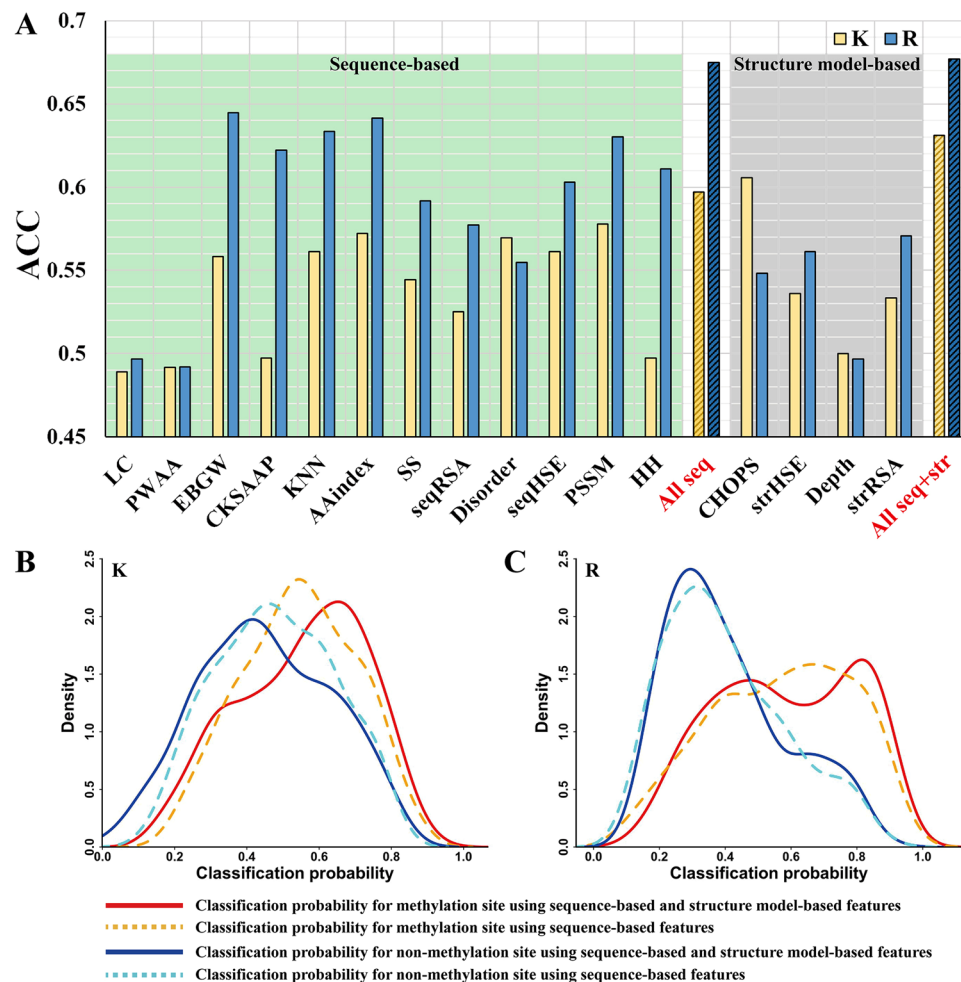 A
0.7
0.65
0.6
0.55
0.5
0.45
ACC
K R
Sequence-based
Structure model-based
LC
PWAA
EBGW
CKSAAP
KNN
AAindex
SS
seqRSA
Disorder
seqHSE
PSSM
HH
All seq
CHOPS
strHSE
Depth
strRSA
All seq+str
B
K
2.5
2.0
1.5
1.0
0.5
0.0
Density
0.0 0.2 0.4 0.6 0.8 1.0
Classification probability
C
R
2.5
2.0
1.5
1.0
0.5
0.0
Density
0.0 0.2 0.4 0.6 0.8 1.0
Classification probability
Classification probability for methylation site using sequence-based and structure model-based features
Classification probability for methylation site using sequence-based features
Classification probability for non-methylation site using sequence-based and structure model-based features
Classification probability for non-methylation site using sequence-based features